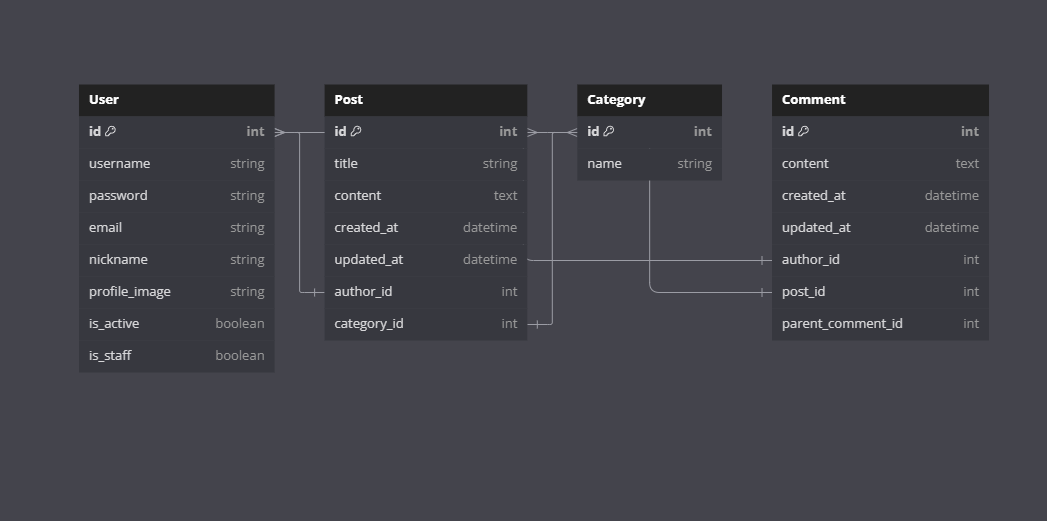 User
id int
username string
password string
email string
nickname string
profile_image string
is_active boolean
is_staff boolean
Post
id int
title string
content text
created_at datetime
updated_at datetime
author_id int
category_id int
Category
id int
name string
Comment
id int
content text
created_at datetime
updated_at datetime
author_id int
post_id int
parent_comment_id int